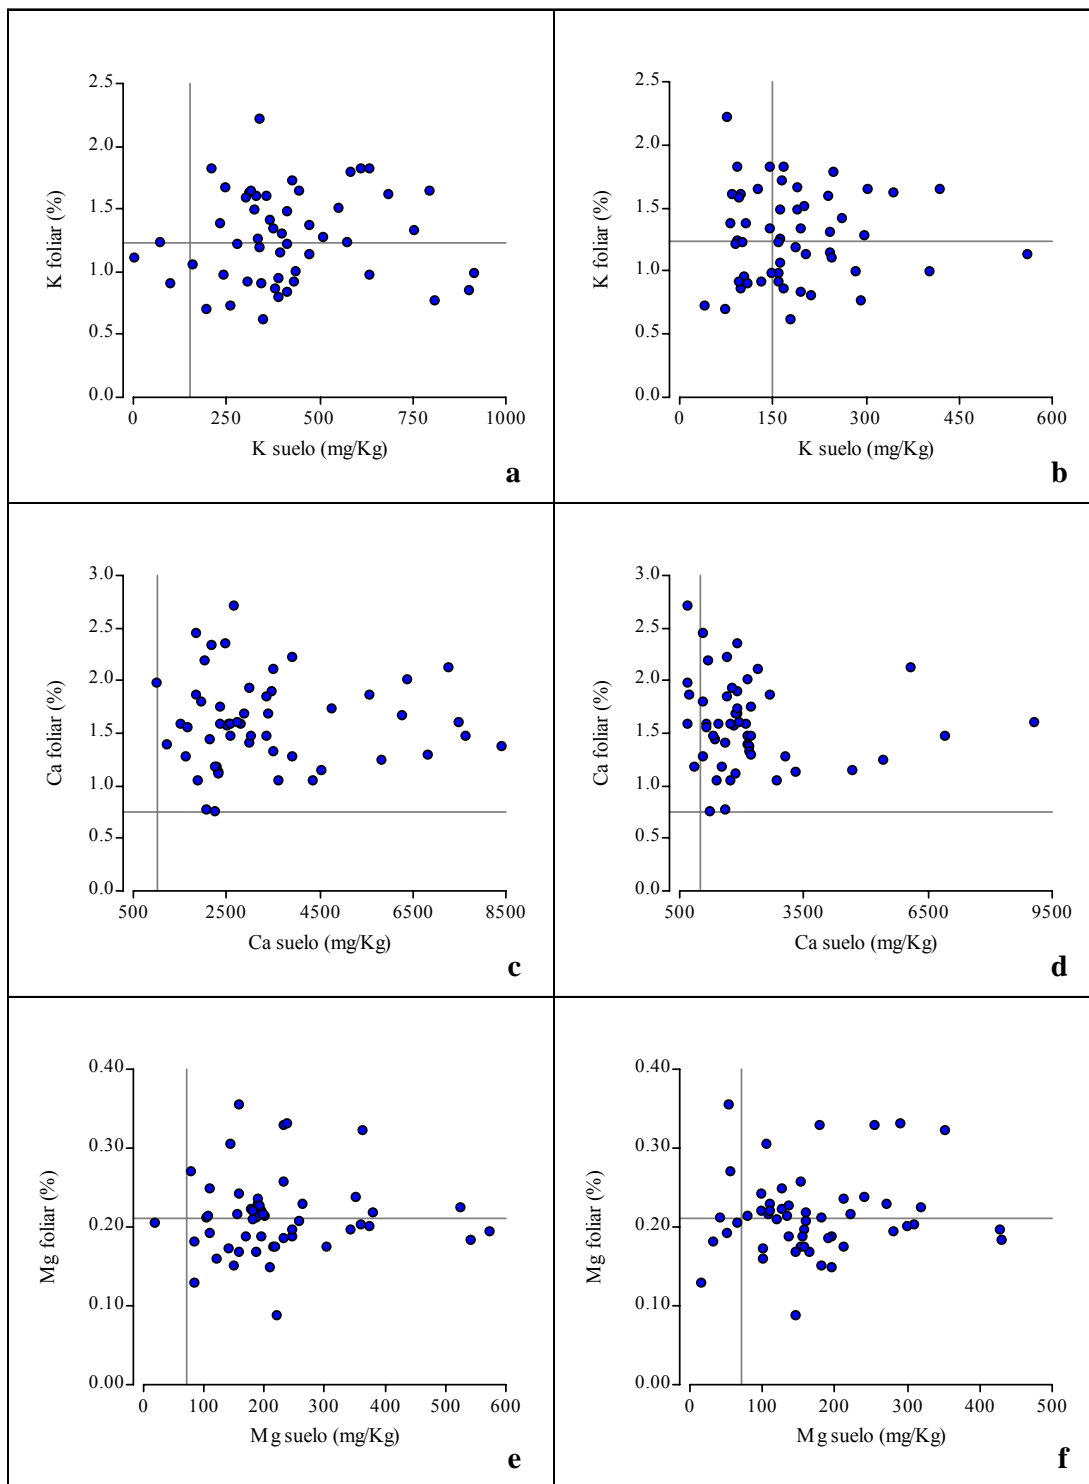 2.5
2.0
1.5
1.0
0.5
0.0
K foliar (%)
0 250 500 750 1000
K suelo (mg/Kg)
a
2.5
2.0
1.5
1.0
0.5
0.0
K foliar (%)
0 150 300 450 600
K suelo (mg/Kg)
b
3.0
2.5
2.0
1.5
1.0
0.5
0.0
Ca foliar (%)
500 2500 4500 6500 8500
Ca suelo (mg/Kg)
c
3.0
2.5
2.0
1.5
1.0
0.5
0.0
Ca foliar (%)
500 3500 6500 9500
Ca suelo (mg/Kg)
d
0.40
0.30
0.20
0.10
0.00
Mg foliar (%)
0 100 200 300 400 500 600
Mg suelo (mg/Kg)
e
0.40
0.30
0.20
0.10
0.00
Mg foliar (%)
0 100 200 300 400 500
Mg suelo (mg/Kg)
f